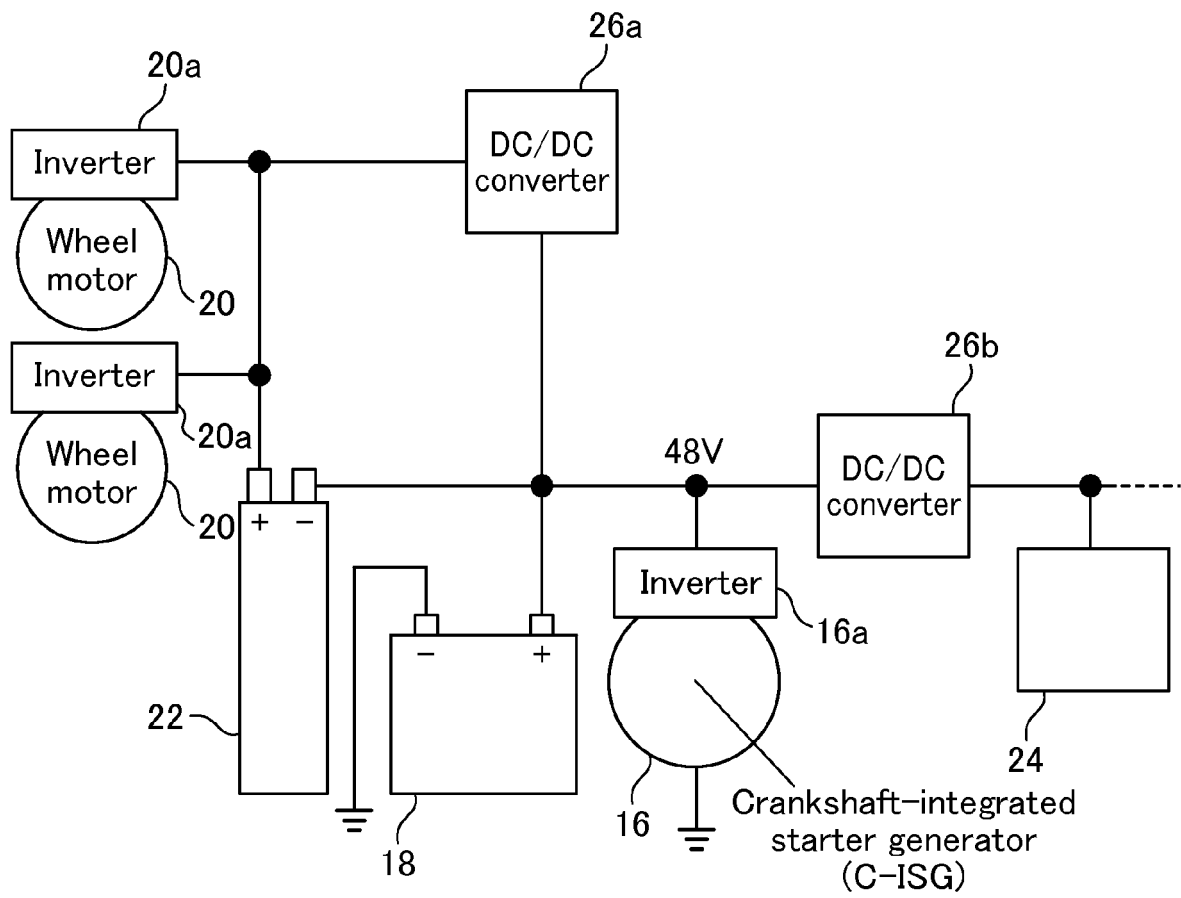 26a
20a
Inverter
DC/DC
converter
Wheel
motor
20
Inverter
20a
26b
Wheel
motor
20
48V
DC/DC
converter
+ −
Inverter
16a
− +
22
24
16
18
Crankshaft-integrated
starter generator
(C-ISG)